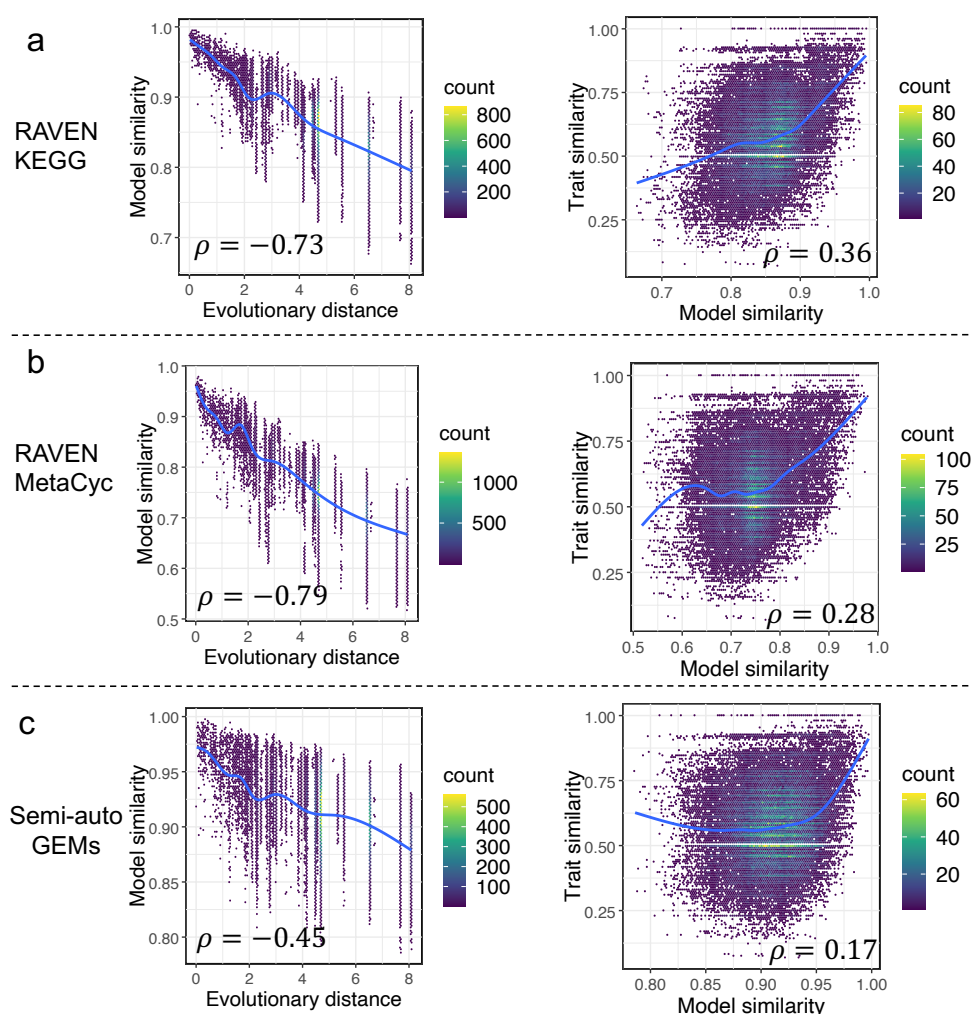 a
RAVEN
KEGG
1.0
0.9
0.8
0.7
Model similarity
ρ = −0.73
0
2
4
6
8
Evolutionary distance
count
800
600
400
200
1.00
0.75
0.50
0.25
Trait similarity
ρ = 0.36
0.7
0.8
0.9
1.0
Model similarity
count
80
60
40
20
b
RAVEN
MetaCyc
1.0
0.9
0.8
0.7
0.6
0.5
Model similarity
ρ = −0.79
0
2
4
6
8
Evolutionary distance
count
1000
500
1.00
0.75
0.50
0.25
Trait similarity
ρ = 0.28
0.5
0.6
0.7
0.8
0.9
1.0
Model similarity
count
100
75
50
25
c
Semi-auto
GEMs
1.00
0.95
0.90
0.85
0.80
Model similarity
ρ = −0.45
0
2
4
6
8
Evolutionary distance
count
500
400
300
200
100
1.00
0.75
0.50
0.25
Trait similarity
ρ = 0.17
0.80
0.85
0.90
0.95
1.00
Model similarity
count
60
40
20